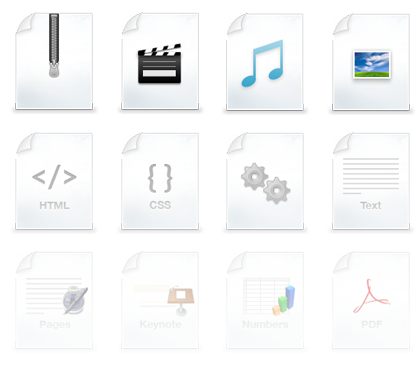 </>
HTML
{ }
CSS
Text
Pages
Keynote
Numbers
PDF